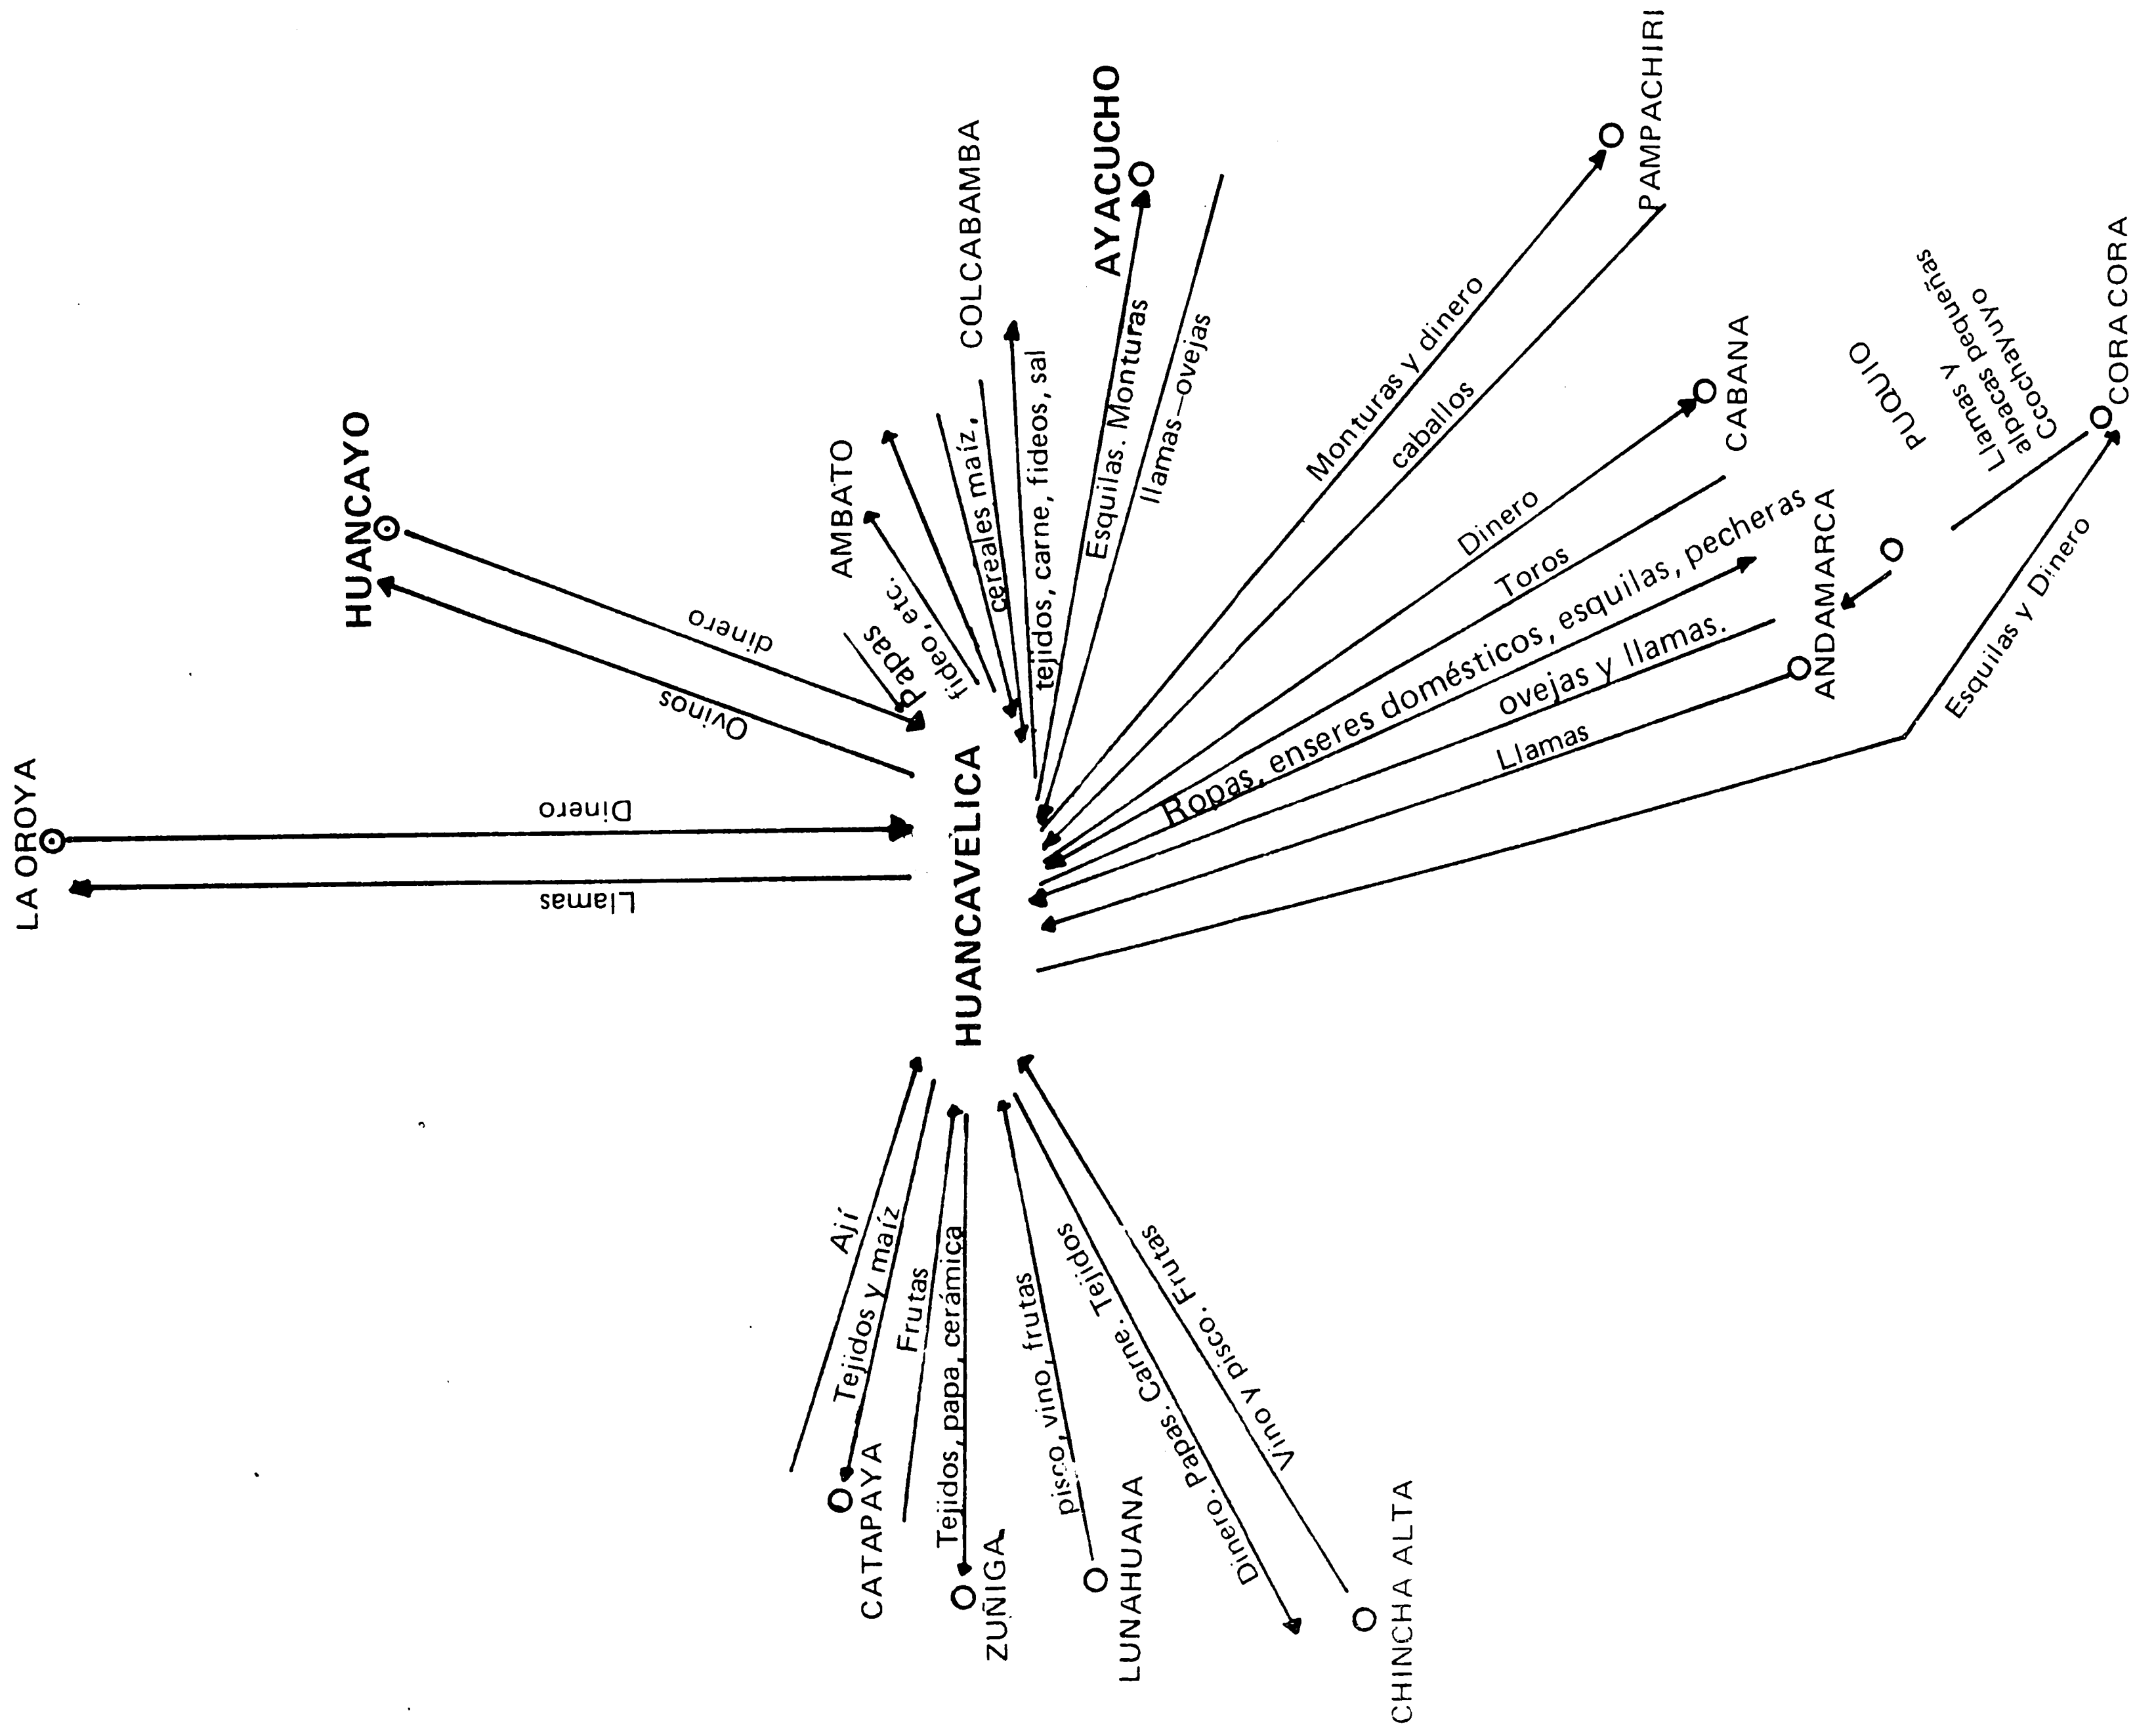 LA OROYA
Dinero
Llamas
HUANCAYO
dinero
Ovinos
AMBATO
Papas
fideo, etc.
COLCABAMBA
cereales maíz,
tejidos, carne, fideos, sal
AYACUCHO
Esquilas. Monturas
llamas—ovejas
HUANCAVELICA
PAMPACHIRI
Monturas y dinero
caballos
CABANA
Dinero
Toros
Ropas, enseres domésticos, esquilas, pecheras
ovejas y llamas.
ANDAMARCA
Llamas
PUQUIO
Llamas y
alpacas pequeñas
Ccochayuyo
CORA CORA
Esquilas y Dinero
Ají
Tejidos y maíz
CATAPAYA
Frutas
Tejidos, papa, cerámica
ZUÑIGA
pisco, vino, frutas
LUNAHUANA
Dinero. Papas. Carne. Tejidos
Vino y pisco. Frutas
CHINCHA ALTA